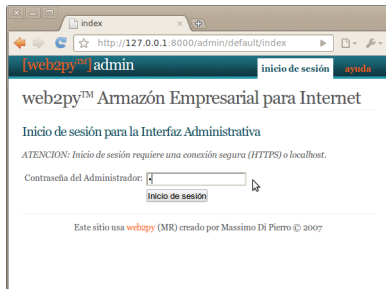 index
http://127.0.0.1:8000/admin/default/index
[web2py™]admin
inicio de sesión ayuda
web2py™ Armazón Empresarial para Internet
Inicio de sesión para la Interfaz Administrativa
ATENCION: Inicio de sesión requiere una conexión segura (HTTPS) o localhost.
Contraseña del Administrador:
Inicio de sesión
Este sitio usa web2py (MR) creado por Massimo Di Pierro © 2007